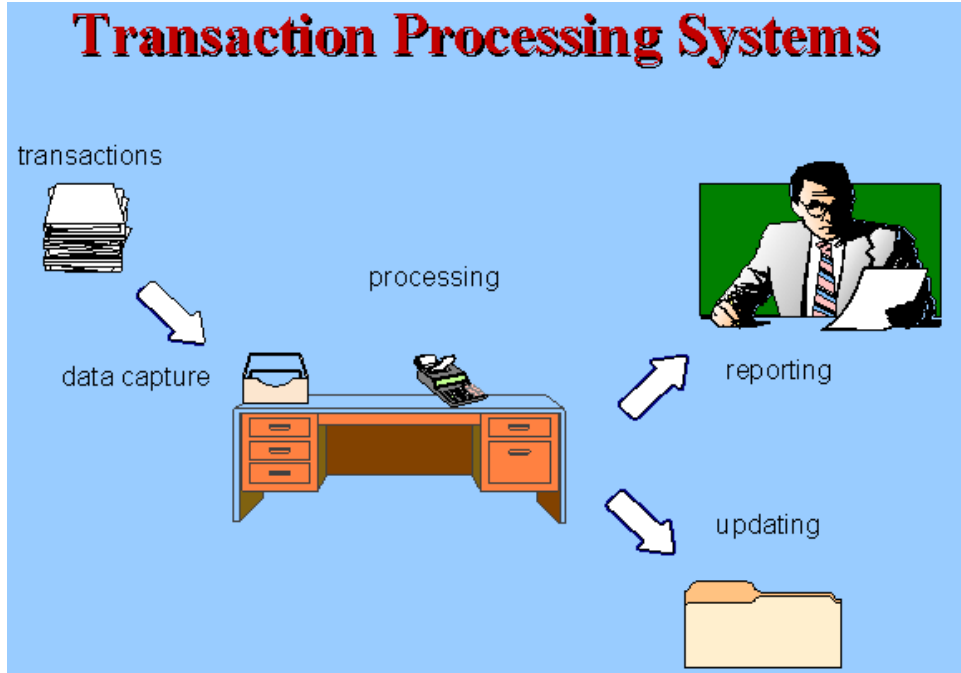 Transaction Processing Systems
transactions
processing
data capture
reporting
updating